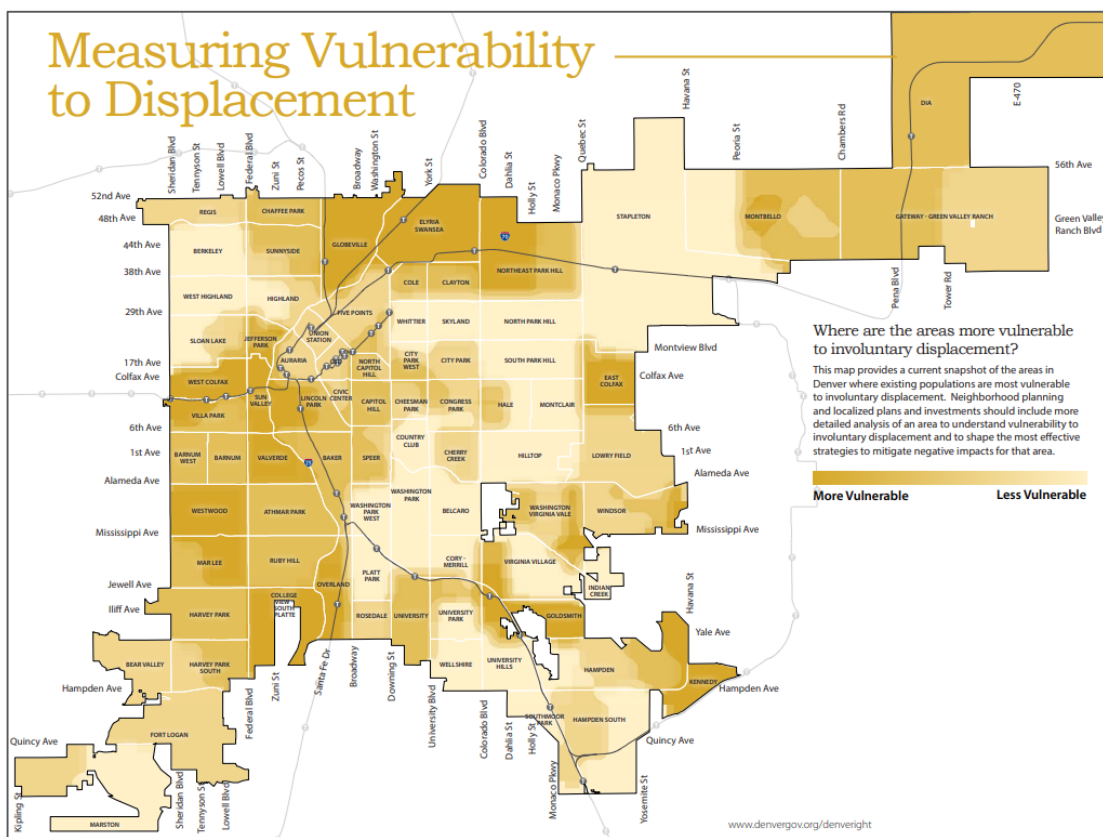 Measuring Vulnerability
to Displacement
Sheridan Blvd
Tennyson St
Lowell Blvd
Federal Blvd
Zuni St
Pecos St
Broadway
Washington St
York St
Colorado Blvd
Dahlia St
Holly St
Monaco Pkwy
Quebec St
Havana St
Peoria St
Chambers Rd
E-470
DIA
56th Ave
52nd Ave
48th Ave
44th Ave
38th Ave
29th Ave
17th Ave
Colfax Ave
6th Ave
1st Ave
Alameda Ave
Mississippi Ave
Jewell Ave
Iliff Ave
Hampden Ave
Quincy Ave
REGIS
CHAFFEE PARK
GLOBEVILLE
ELYRIA
SWANSEA
70
STAPLETON
MONTBELLO
GATEWAY - GREEN VALLEY RANCH
Green Valley
Ranch Blvd
BERKELEY
SUNNYSIDE
NORTHEAST PARK HILL
COLE
CLAYTON
Pena Blvd
Tower Rd
WEST HIGHLAND
HIGHLAND
FIVE POINTS
WHITTIER
SKYLAND
NORTH PARK HILL
SLOAN LAKE
JEFFERSON
PARK
UNION
STATION
AURARIA
NORTH
CAPITOL
HILL
CITY
PARK
WEST
CITY PARK
SOUTH PARK HILL
Montview Blvd
EAST
COLFAX
Colfax Ave
WEST COLFAX
SUN
VALLEY
LINCOLN
PARK
CIVIC
CENTER
CAPITOL
HILL
CHEESMAN
PARK
CONGRESS
PARK
HALE
MONTCLAIR
VILLA PARK
6th Ave
1st Ave
Alameda Ave
BARNUM
WEST
BARNUM
VALVERDE
25
BAKER
SPEER
COUNTRY
CLUB
CHERRY
CREEK
HILLTOP
LOWRY FIELD
WESTWOOD
ATHMAR PARK
WASHINGTON
PARK
WEST
WASHINGTON
PARK
BELCARO
WASHINGTON
VIRGINIA VALE
WINDSOR
Mississippi Ave
MAR LEE
RUBY HILL
OVERLAND
PLATT
PARK
CORY -
MERRILL
VIRGINIA VILLAGE
INDIAN
CREEK
HARVEY PARK
COLLEGE
VIEW
SOUTH
PLATTE
ROSEDALE
UNIVERSITY
UNIVERSITY
PARK
GOLDSMITH
Havana St
Yale Ave
BEAR VALLEY
HARVEY PARK
SOUTH
WELLSHIRE
UNIVERSITY
HILLS
HAMPDEN
KENNEDY
Hampden Ave
FORT LOGAN
SOUTHMOOR
PARK
HAMPDEN SOUTH
Quincy Ave
MARSTON
Kipling St
Sheridan Blvd
Tennyson St
Lowell Blvd
Federal Blvd
Zuni St
Santa Fe Dr
Broadway
Downing St
University Blvd
Colorado Blvd
Dahlia St
Holly St
Monaco Pkwy
Yosemite St
Where are the areas more vulnerable
to involuntary displacement?
This map provides a current snapshot of the areas in
Denver where existing populations are most vulnerable
to involuntary displacement. Neighborhood planning
and localized plans and investments should include more
detailed analysis of an area to understand vulnerability to
involuntary displacement and to shape the most effective
strategies to mitigate negative impacts for that area.
More Vulnerable
Less Vulnerable
www.denvergov.org/denveright